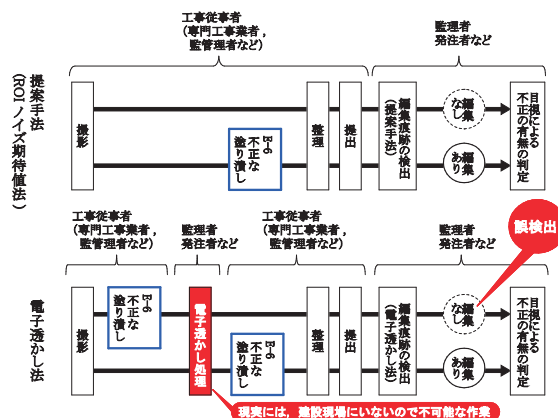 工事従事者
（専門工事業者，
監管理者など）
監理者
発注者など
提案手法
（ROIノイズ期待値法）
撮影
E-6
不正な
塗り潰し
整理
提出
編集痕跡の検出
（提案手法）
編集
なし
編集
あり
目視による
不正の有無の判定
工事従事者
（専門工事業者，
監管理者など）
監理者
発注者など
工事従事者
（専門工事業者，
監管理者など）
監理者
発注者など
誤検出
電子透かし法
撮影
E-6
不正な
塗り潰し
電子透かし処理
E-6
不正な
塗り潰し
整理
提出
編集痕跡の検出
（電子透かし法）
編集
なし
編集
あり
目視による
不正の有無の判定
現実には，建設現場にいないので不可能な作業